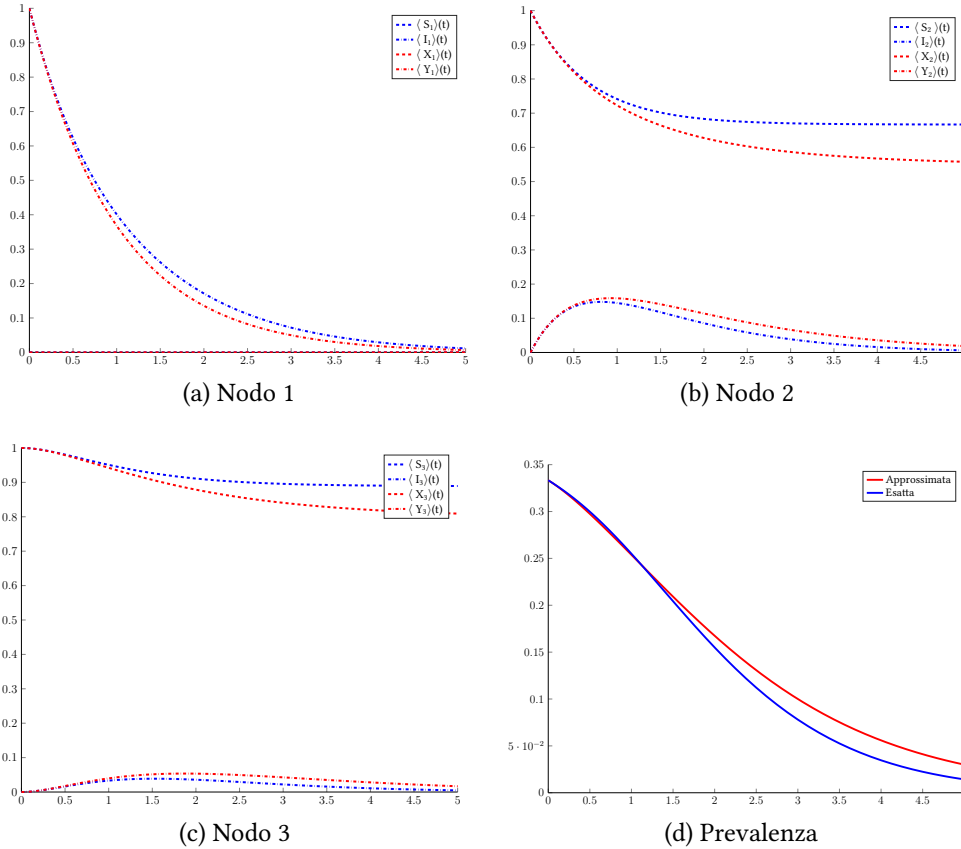 1
0.9
0.8
0.7
0.6
0.5
0.4
0.3
0.2
0.1
0
0 0.5 1 1.5 2 2.5 3 3.5 4 4.5 5
⟨ S₁⟩(t)
⟨ I₁⟩(t)
⟨ X₁⟩(t)
⟨ Y₁⟩(t)
(a) Nodo 1
1
0.9
0.8
0.7
0.6
0.5
0.4
0.3
0.2
0.1
0
0.5 1 1.5 2 2.5 3 3.5 4 4.5
⟨ S₂ ⟩(t)
⟨ I₂⟩(t)
⟨ X₂⟩(t)
⟨ Y₂⟩(t)
(b) Nodo 2
1
0.9
0.8
0.7
0.6
0.5
0.4
0.3
0.2
0.1
0
0 0.5 1 1.5 2 2.5 3 3.5 4 4.5 5
⟨ S₃⟩(t)
⟨ I₃⟩(t)
⟨ X₃⟩(t)
⟨ Y₃⟩(t)
(c) Nodo 3
0.35
0.3
0.25
0.2
0.15
0.1
5 · 10⁻²
0
0 0.5 1 1.5 2 2.5 3 3.5 4 4.5
Approssimata
Esatta
(d) Prevalenza